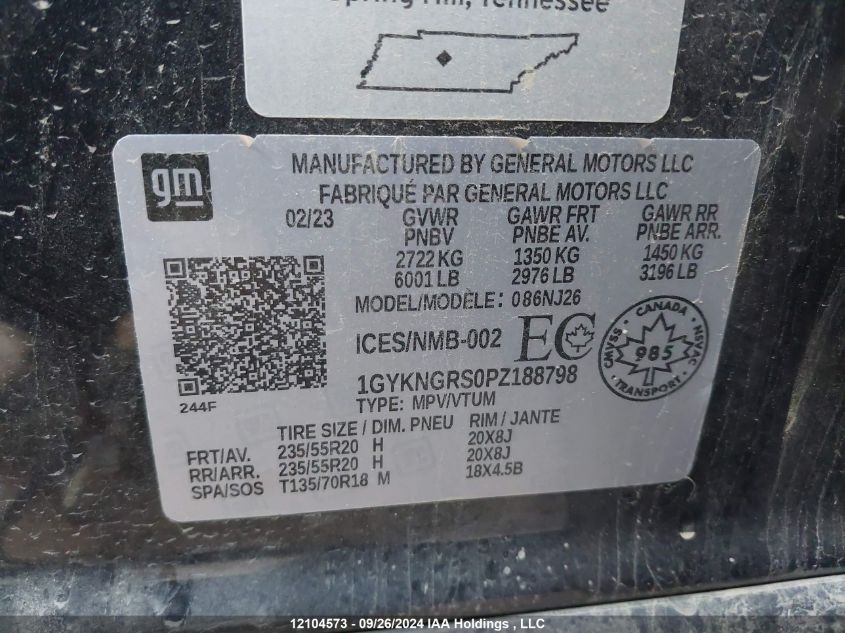 Spring Hill, Tennessee
gm
MANUFACTURED BY GENERAL MOTORS LLC
FABRIQUÉ PAR GENERAL MOTORS LLC
02/23 GVWR GAWR FRT GAWR RR
PNBV PNBE AV. PNBE ARR.
2722 KG 1350 KG 1450 KG
6001 LB 2976 LB 3196 LB
MODEL/MODÈLE: 086NJ26
ICES/NMB-002 EC
CANADA
CMVSS 985 NSVAC
TRANSPORT
1GYKNGRS0PZ188798
244F TYPE: MPV/VTUM
TIRE SIZE / DIM. PNEU RIM / JANTE
FRT/AV. 235/55R20 H 20X8J
RR/ARR. 235/55R20 H 20X8J
SPA/SOS T135/70R18 M 18X4.5B
12104573 - 09/26/2024 IAA Holdings, LLC